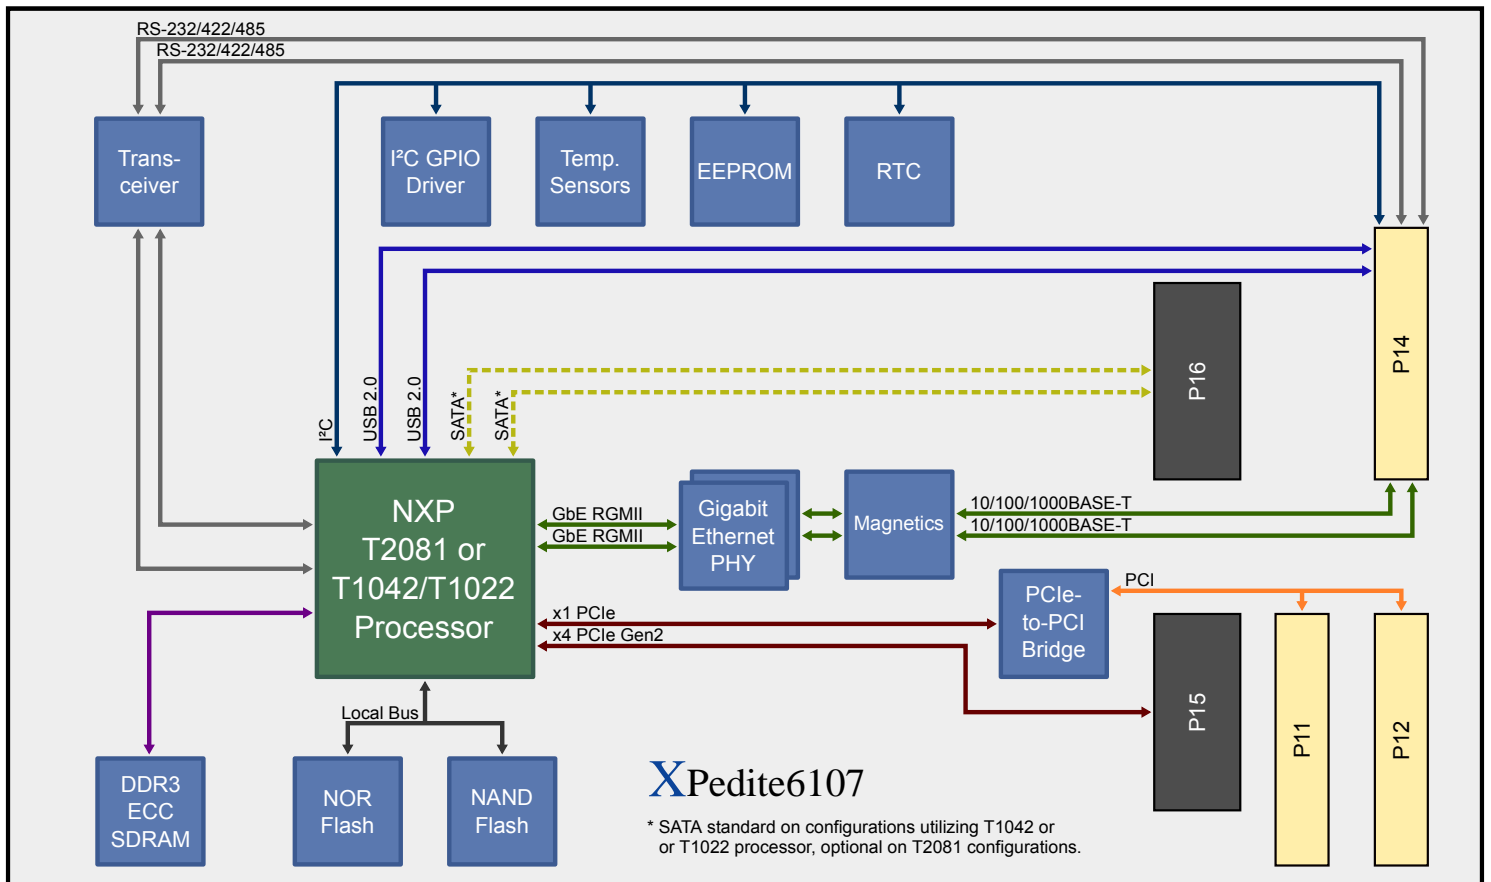 RS-232/422/485
RS-232/422/485
Trans-
ceiver
I²C GPIO
Driver
Temp.
Sensors
EEPROM
RTC
P14
P16
I²C
USB 2.0
USB 2.0
SATA*
SATA*
NXP
T2081 or
T1042/T1022
Processor
GbE RGMII
GbE RGMII
Gigabit
Ethernet
PHY
Magnetics
10/100/1000BASE-T
10/100/1000BASE-T
x1 PCIe
x4 PCIe Gen2
PCIe-
to-PCI
Bridge
PCI
P15
P11
P12
Local Bus
DDR3
ECC
SDRAM
NOR
Flash
NAND
Flash
XPedite6107
* SATA standard on configurations utilizing T1042 or
or T1022 processor, optional on T2081 configurations.